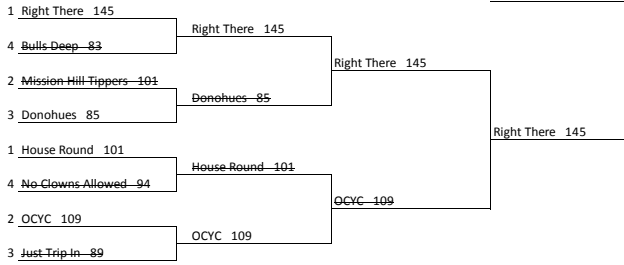 1 Right There 145
4 Bulls Deep 83
2 Mission Hill Tippers 101
3 Donohues 85
1 House Round 101
4 No Clowns Allowed 94
2 OCYC 109
3 Just Trip In 89
Right There 145
Donohues 85
House Round 101
OCYC 109
Right There 145
OCYC 109
Right There 145